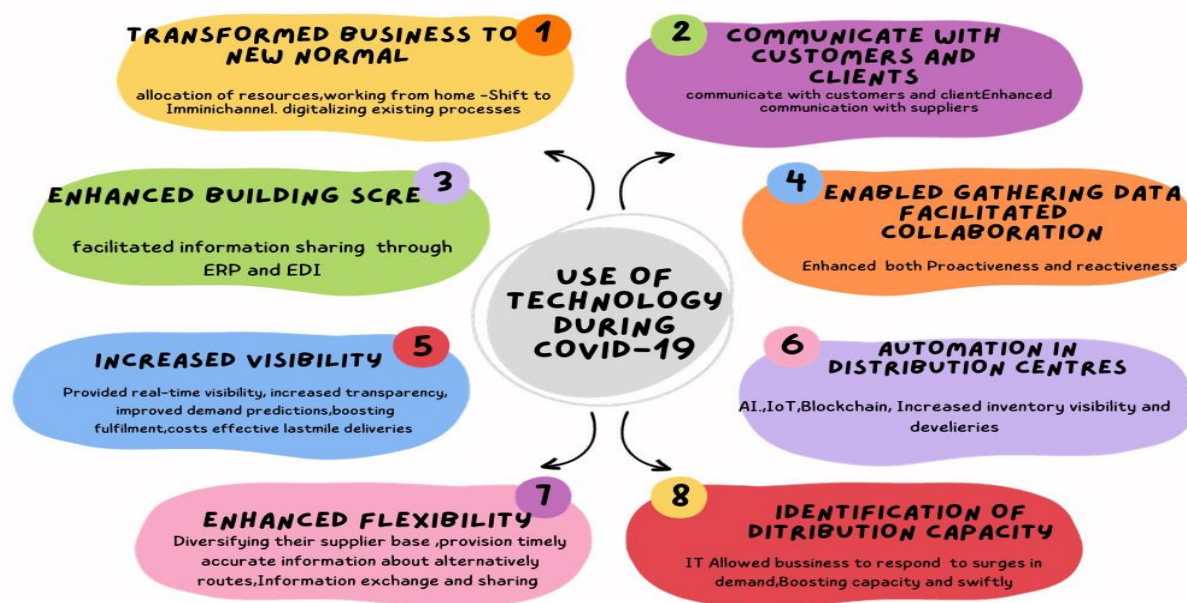 TRANSFORMED BUSINESS TO
NEW NORMAL
1
allocation of resources,working from home -Shift to
Imminichannel. digitalizing existing processes
2
COMMUNICATE WITH
CUSTOMERS AND
CLIENTS
communicate with customers and clientEnhanced
communication with suppliers
ENHANCED BUILDING SCRE
3
facilitated information sharing through
ERP and EDI
4
ENABLED GATHERING DATA
FACILITATED
COLLABORATION
Enhanced both Proactiveness and reactiveness
USE OF
TECHNOLOGY
DURING
COVID-19
INCREASED VISIBILITY
5
Provided real-time visibility, increased transparency,
improved demand predictions,boosting
fulfilment,costs effective lastmile deliveries
6
AUTOMATION IN
DISTRIBUTION CENTRES
AI.,IoT,Blockchain, Increased inventory visibility and
develieries
7
ENHANCED FLEXIBILITY
Diversifying their supplier base ,provision timely
accurate information about alternatively
routes,Information exchange and sharing
8
IDENTIFICATION OF
DITRIBUTION CAPACITY
IT Allowed bussiness to respond to surges in
demand,Boosting capacity and swiftly